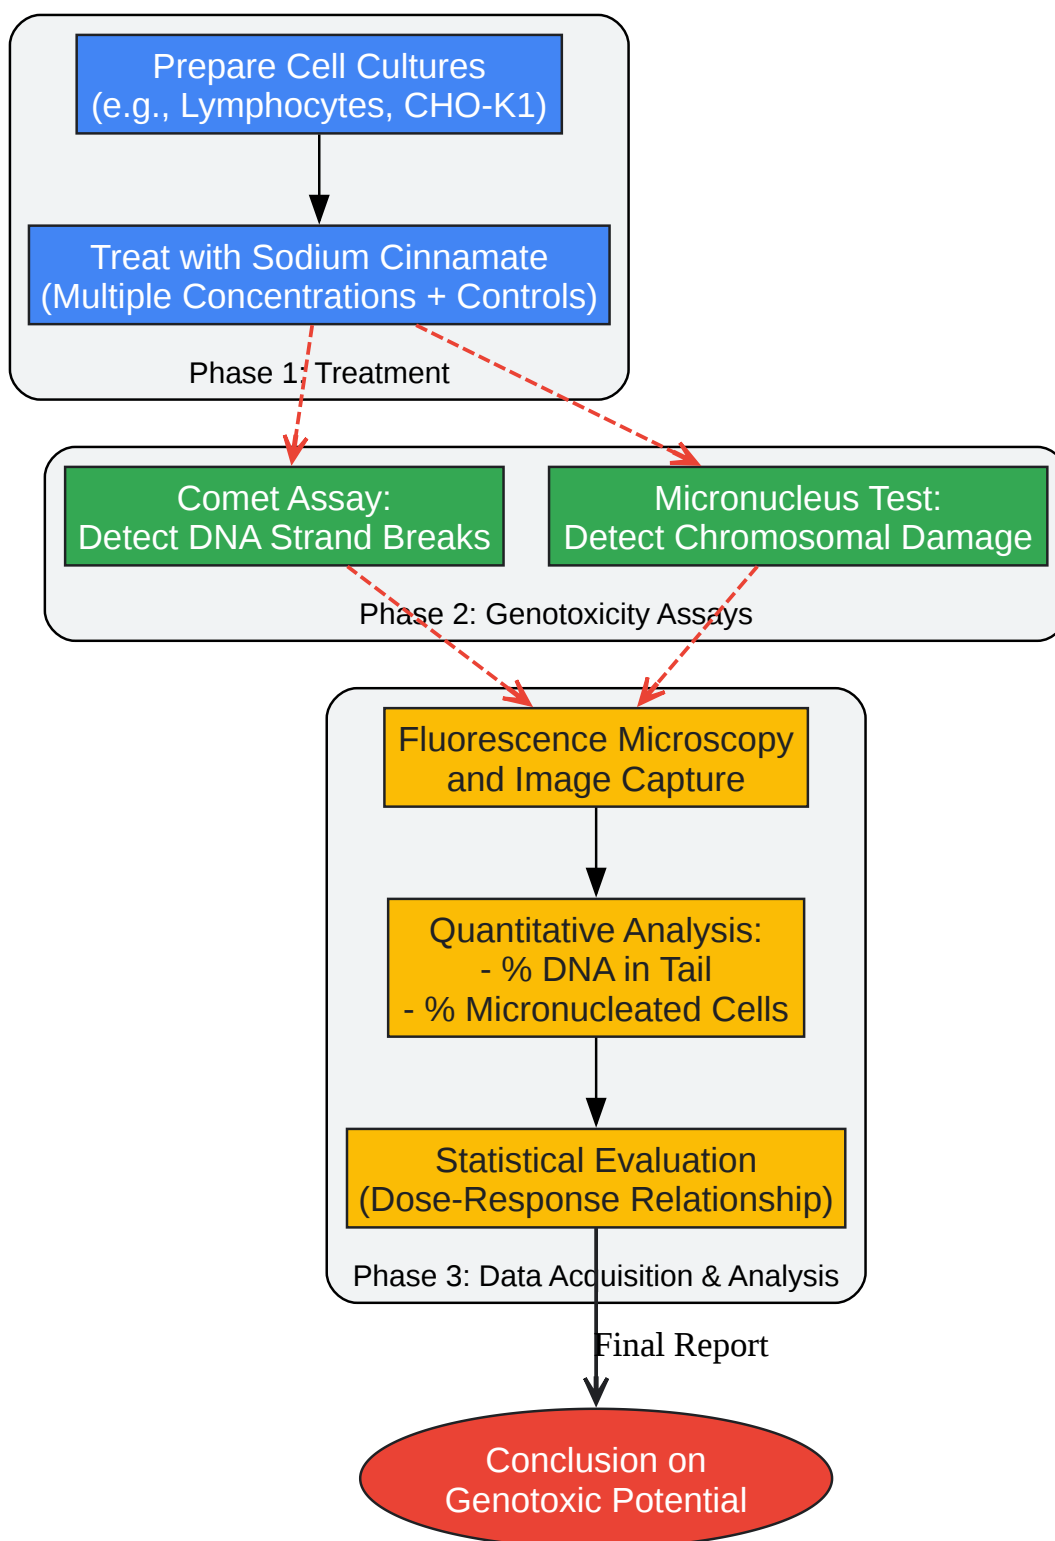 Prepare Cell Cultures
(e.g., Lymphocytes, CHO-K1)
Treat with Sodium Cinnamate
(Multiple Concentrations + Controls)
Phase 1: Treatment
Comet Assay:
Detect DNA Strand Breaks
Micronucleus Test:
Detect Chromosomal Damage
Phase 2: Genotoxicity Assays
Fluorescence Microscopy
and Image Capture
Quantitative Analysis:
- % DNA in Tail
- % Micronucleated Cells
Statistical Evaluation
(Dose-Response Relationship)
Phase 3: Data Acquisition & Analysis
Final Report
Conclusion on
Genotoxic Potential